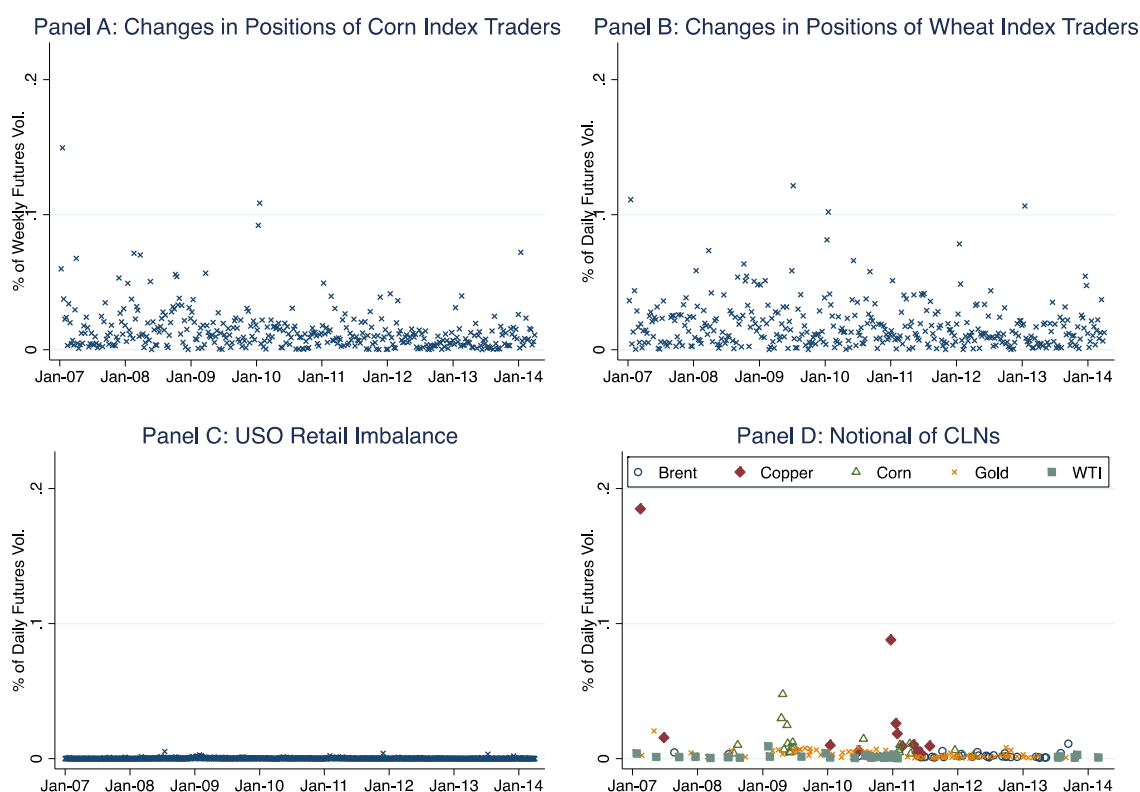 Panel A: Changes in Positions of Corn Index Traders
% of Weekly Futures Vol.
.2
.1
0
Jan-07 Jan-08 Jan-09 Jan-10 Jan-11 Jan-12 Jan-13 Jan-14
Panel B: Changes in Positions of Wheat Index Traders
% of Daily Futures Vol.
.2
.1
0
Jan-07 Jan-08 Jan-09 Jan-10 Jan-11 Jan-12 Jan-13 Jan-14
Panel C: USO Retail Imbalance
% of Daily Futures Vol.
.2
.1
0
Jan-07 Jan-08 Jan-09 Jan-10 Jan-11 Jan-12 Jan-13 Jan-14
Panel D: Notional of CLNs
Brent Copper Corn Gold WTI
% of Daily Futures Vol.
.2
.1
0
Jan-07 Jan-08 Jan-09 Jan-10 Jan-11 Jan-12 Jan-13 Jan-14